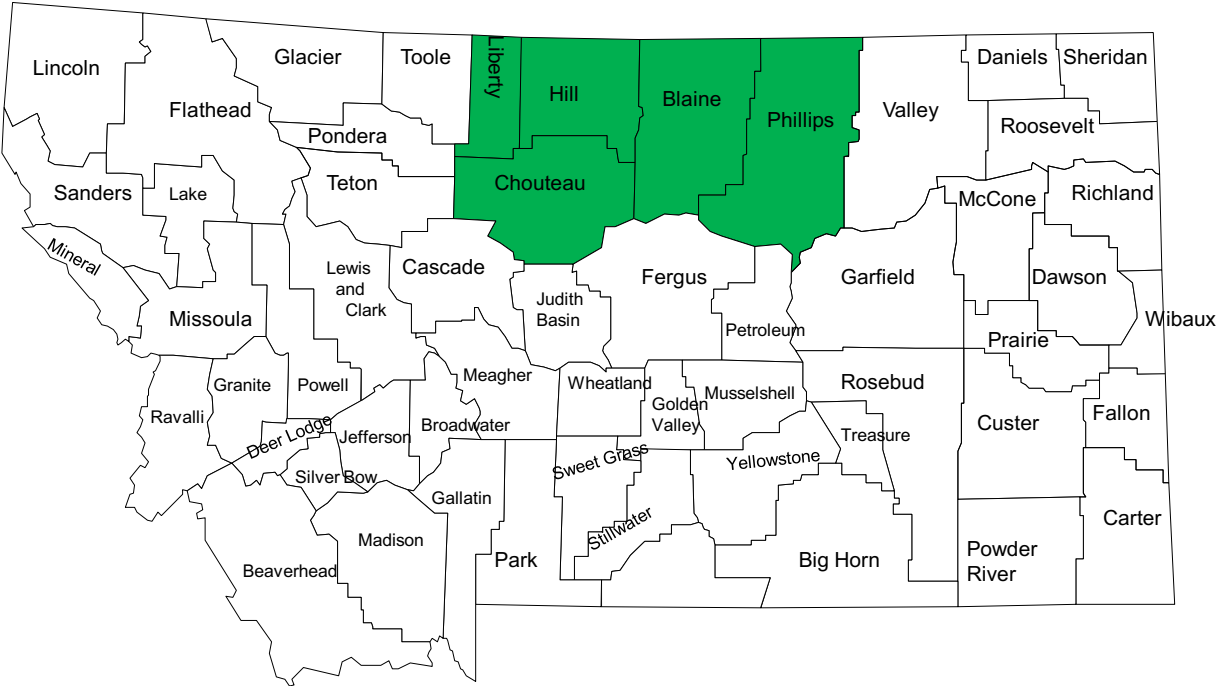 Lincoln
Flathead
Glacier
Toole
Liberty
Hill
Blaine
Phillips
Valley
Daniels
Sheridan
Roosevelt
Pondera
Teton
Chouteau
Sanders
Lake
McCone
Richland
Mineral
Missoula
Lewis
and
Clark
Cascade
Judith
Basin
Fergus
Petroleum
Garfield
Dawson
Wibaux
Prairie
Ravalli
Granite
Powell
Deer Lodge
Jefferson
Broadwater
Meagher
Wheatland
Golden
Valley
Musselshell
Rosebud
Treasure
Custer
Fallon
Silver Bow
Gallatin
Sweet Grass
Stillwater
Yellowstone
Beaverhead
Madison
Park
Big Horn
Powder
River
Carter